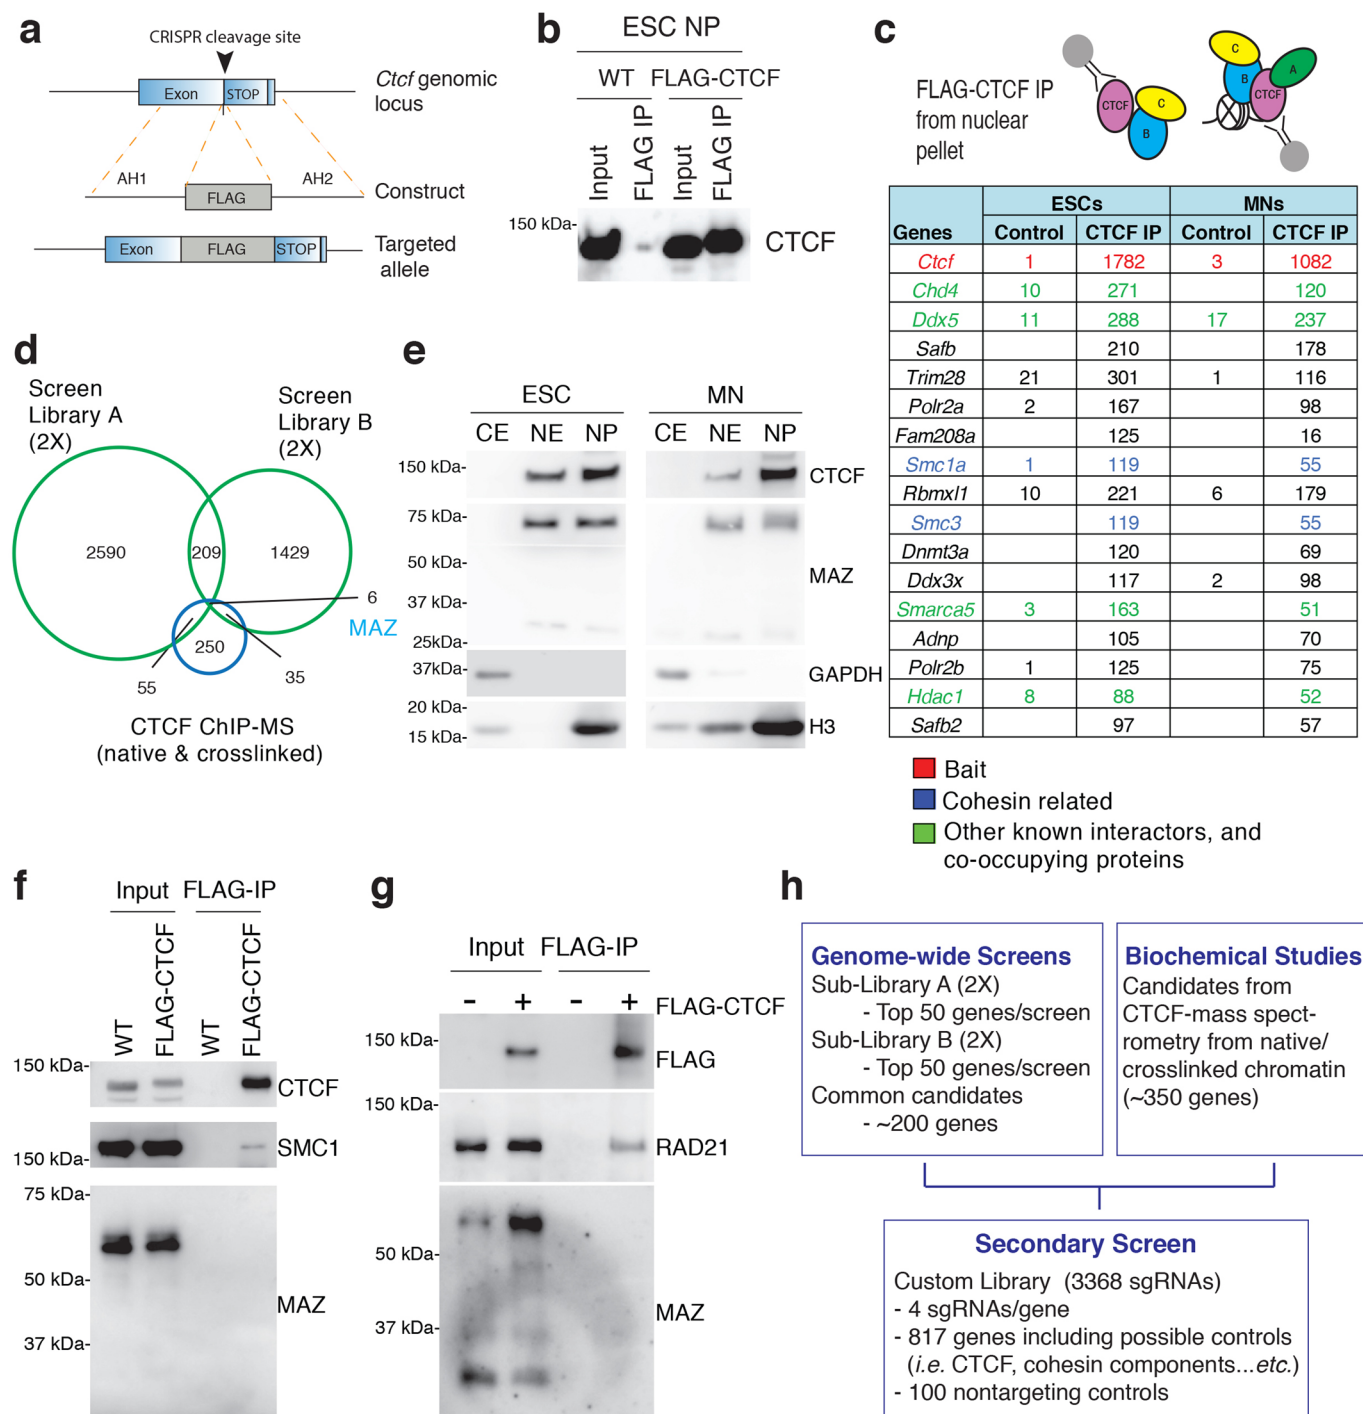 a
CRISPR cleavage site
Exon
STOP
Ctcf genomic
locus
AH1
AH2
FLAG
Construct
Exon
FLAG
STOP
Targeted
allele
b
ESC NP
WT FLAG-CTCF
Input
FLAG IP
Input
FLAG IP
150 kDa-
CTCF
c
FLAG-CTCF IP
from nuclear
pellet
CTCF
B
C
C
B
CTCF
A
Genes ESCs MNs
Control CTCF IP Control CTCF IP
Ctcf 1 1782 3 1082
Chd4 10 271 120
Ddx5 11 288 17 237
Safb 210 178
Trim28 21 301 1 116
Polr2a 2 167 98
Fam208a 125 16
Smc1a 1 119 55
Rbmxl1 10 221 6 179
Smc3 119 55
Dnmt3a 120 69
Ddx3x 117 2 98
Smarca5 3 163 51
Adnp 105 70
Polr2b 1 125 75
Hdac1 8 88 52
Safb2 97 57
Bait
Cohesin related
Other known interactors, and
co-occupying proteins
d
Screen
Library A
(2X)
Screen
Library B
(2X)
2590
209
1429
6
MAZ
250
55
35
CTCF ChIP-MS
(native & crosslinked)
e
ESC MN
CE NE NP CE NE NP
150 kDa-
CTCF
75 kDa-
50 kDa-
MAZ
37 kDa-
25kDa-
37kDa-
GAPDH
20 kDa-
H3
15 kDa-
f
Input FLAG-IP
WT
FLAG-CTCF
WT
FLAG-CTCF
150 kDa-
CTCF
SMC1
150 kDa-
75 kDa-
50 kDa-
MAZ
37 kDa-
g
Input FLAG-IP
- + - + FLAG-CTCF
150 kDa-
FLAG
150 kDa-
RAD21
50 kDa-
MAZ
37 kDa-
h
Genome-wide Screens
Sub-Library A (2X)
- Top 50 genes/screen
Sub-Library B (2X)
- Top 50 genes/screen
Common candidates
- ~200 genes
Biochemical Studies
Candidates from
CTCF-mass spect-
rometry from native/
crosslinked chromatin
(~350 genes)
Secondary Screen
Custom Library (3368 sgRNAs)
- 4 sgRNAs/gene
- 817 genes including possible controls
(i.e. CTCF, cohesin components...etc.)
- 100 nontargeting controls